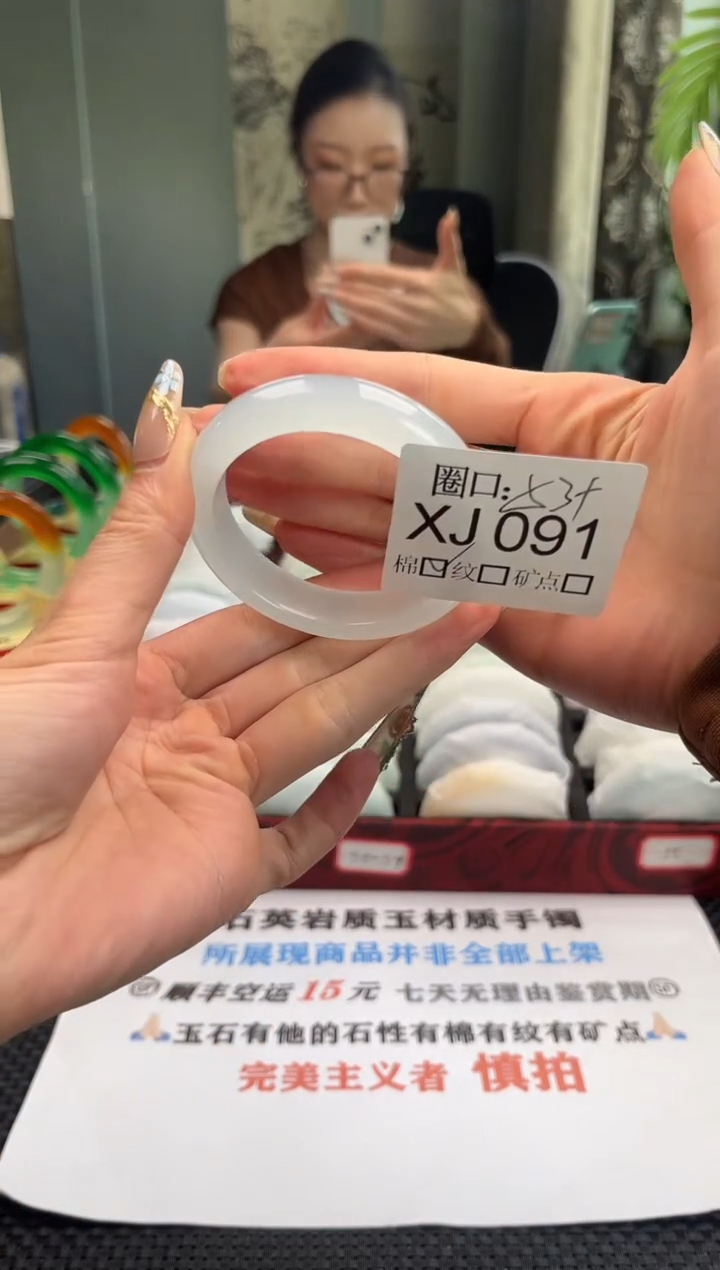 圈口: 53+
XJ 091
棉☑ 纹☐ 矿点☐
石英岩质玉材质手镯
所展现商品并非全部上架
顺丰空运 15 元 七天无理由鉴赏期
玉石有他的石性有棉有纹有矿点
完美主义者 慎拍